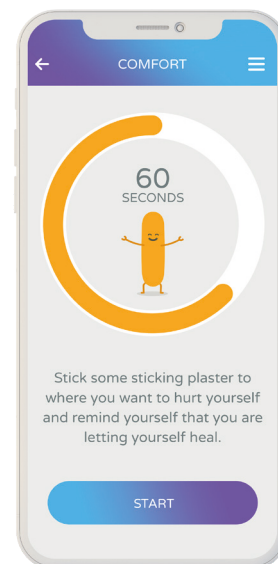 COMFORT
60
SECONDS
Stick some sticking plaster to
where you want to hurt yourself
and remind yourself that you are
letting yourself heal.
START